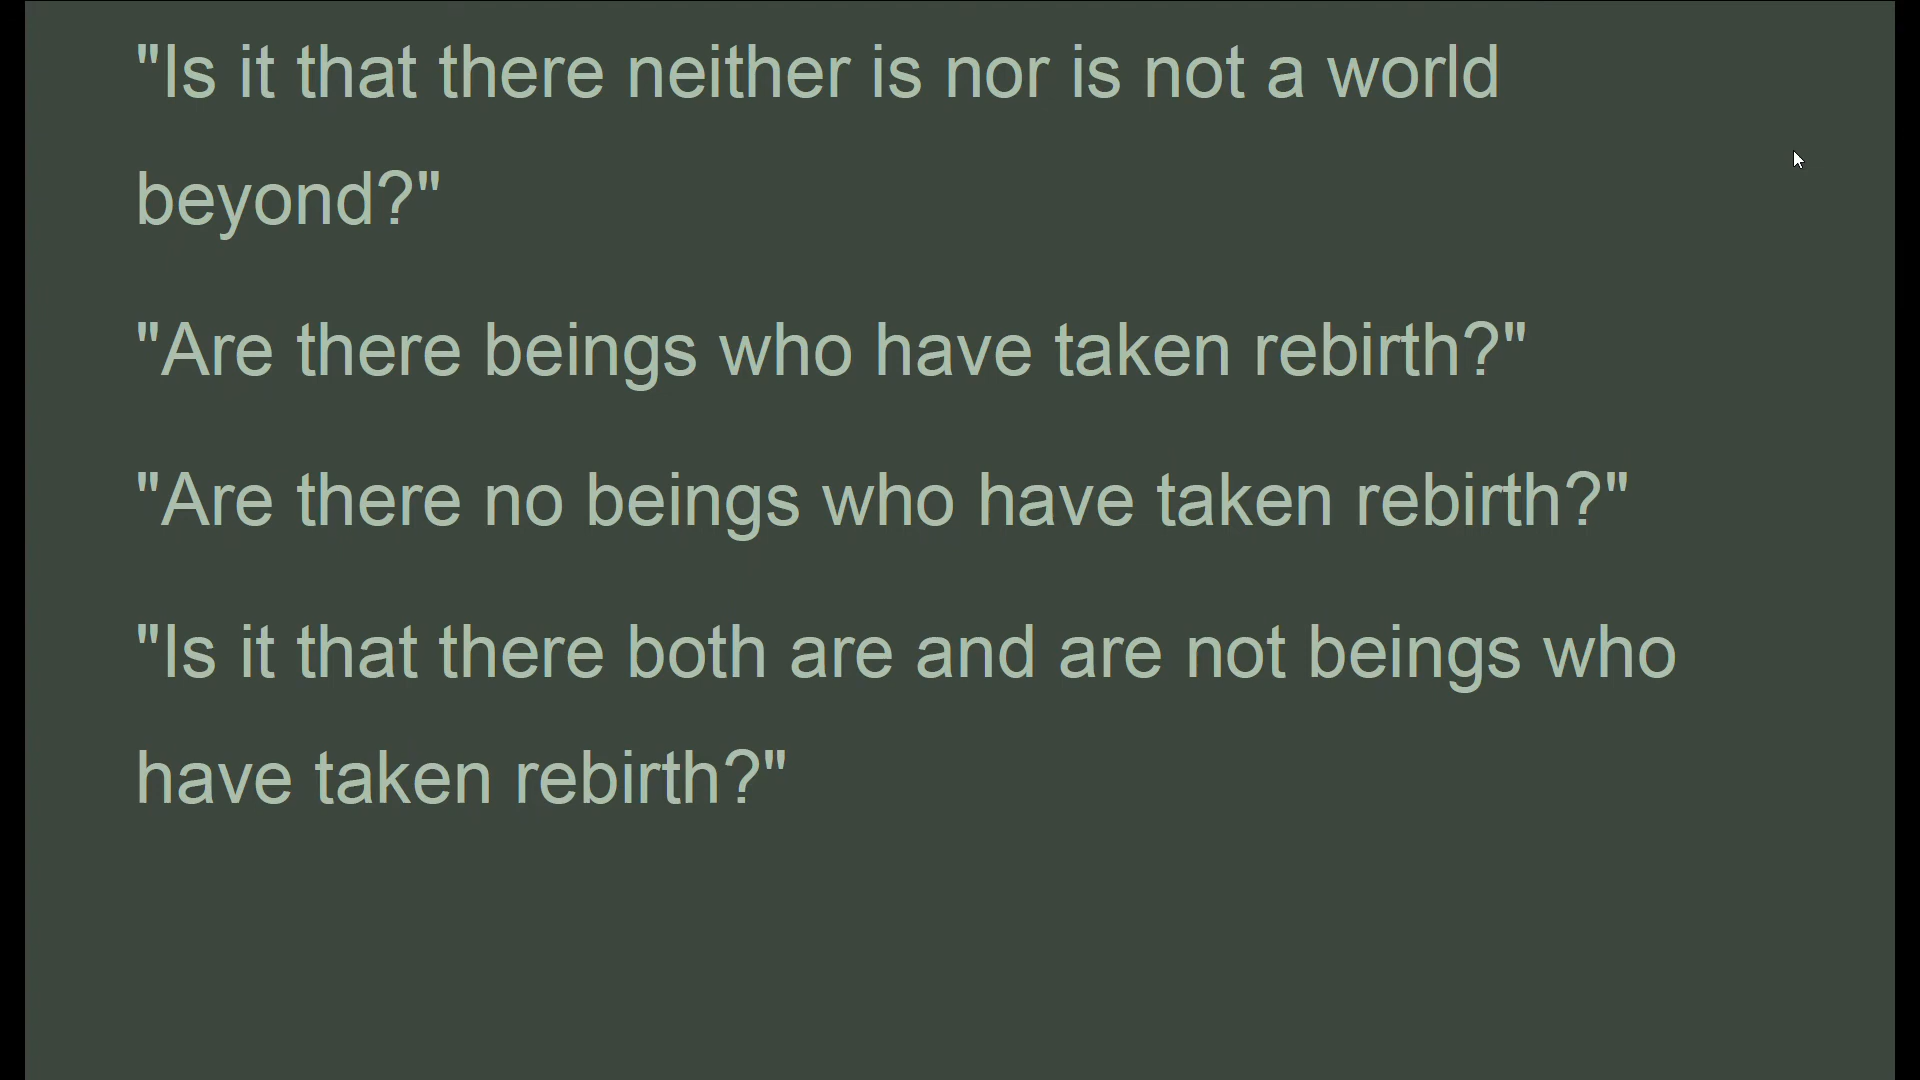 "Is it that there neither is nor is not a world
beyond?"
"Are there beings who have taken rebirth?"
"Are there no beings who have taken rebirth?"
"Is it that there both are and are not beings who
have taken rebirth?"